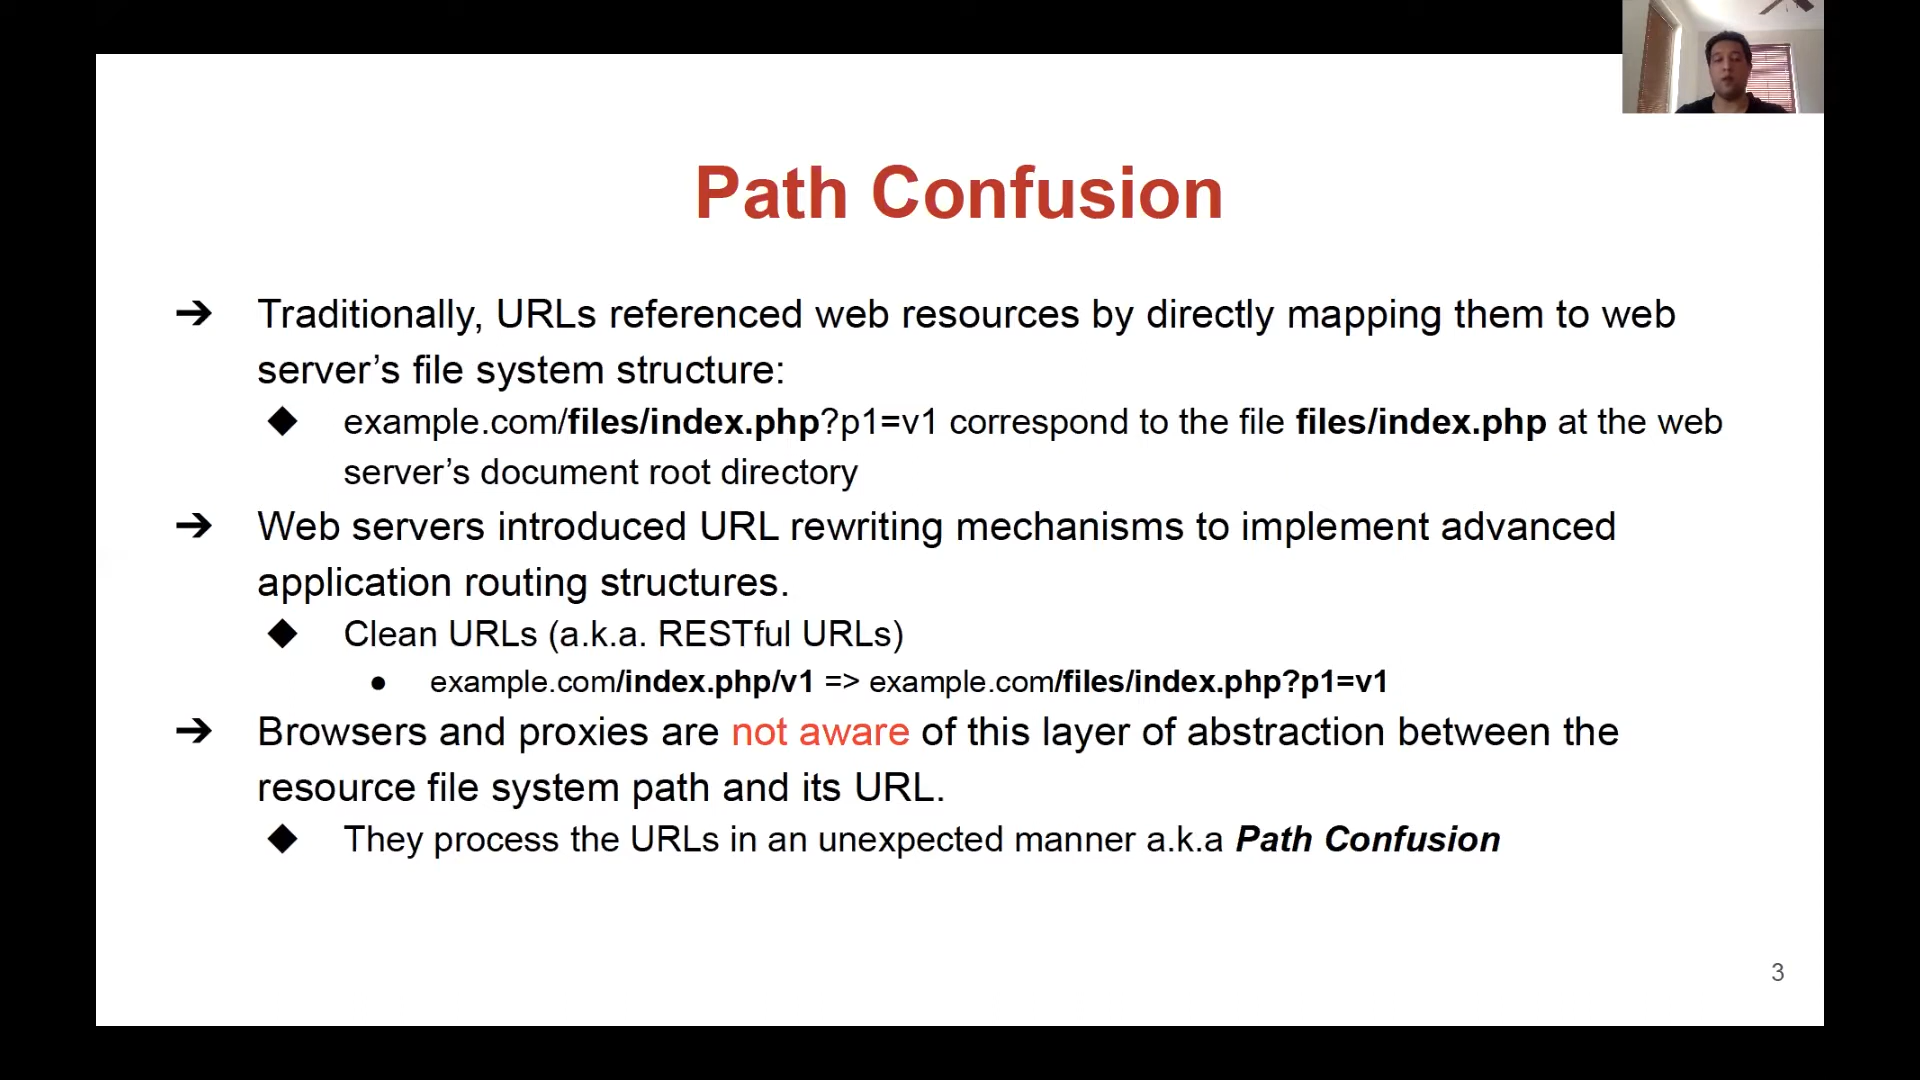 Path Confusion
➔ Traditionally, URLs referenced web resources by directly mapping them to web
server’s file system structure:
◆ example.com/files/index.php?p1=v1 correspond to the file files/index.php at the web
server’s document root directory
➔ Web servers introduced URL rewriting mechanisms to implement advanced
application routing structures.
◆ Clean URLs (a.k.a. RESTful URLs)
● example.com/index.php/v1 => example.com/files/index.php?p1=v1
➔ Browsers and proxies are not aware of this layer of abstraction between the
resource file system path and its URL.
◆ They process the URLs in an unexpected manner a.k.a Path Confusion
3